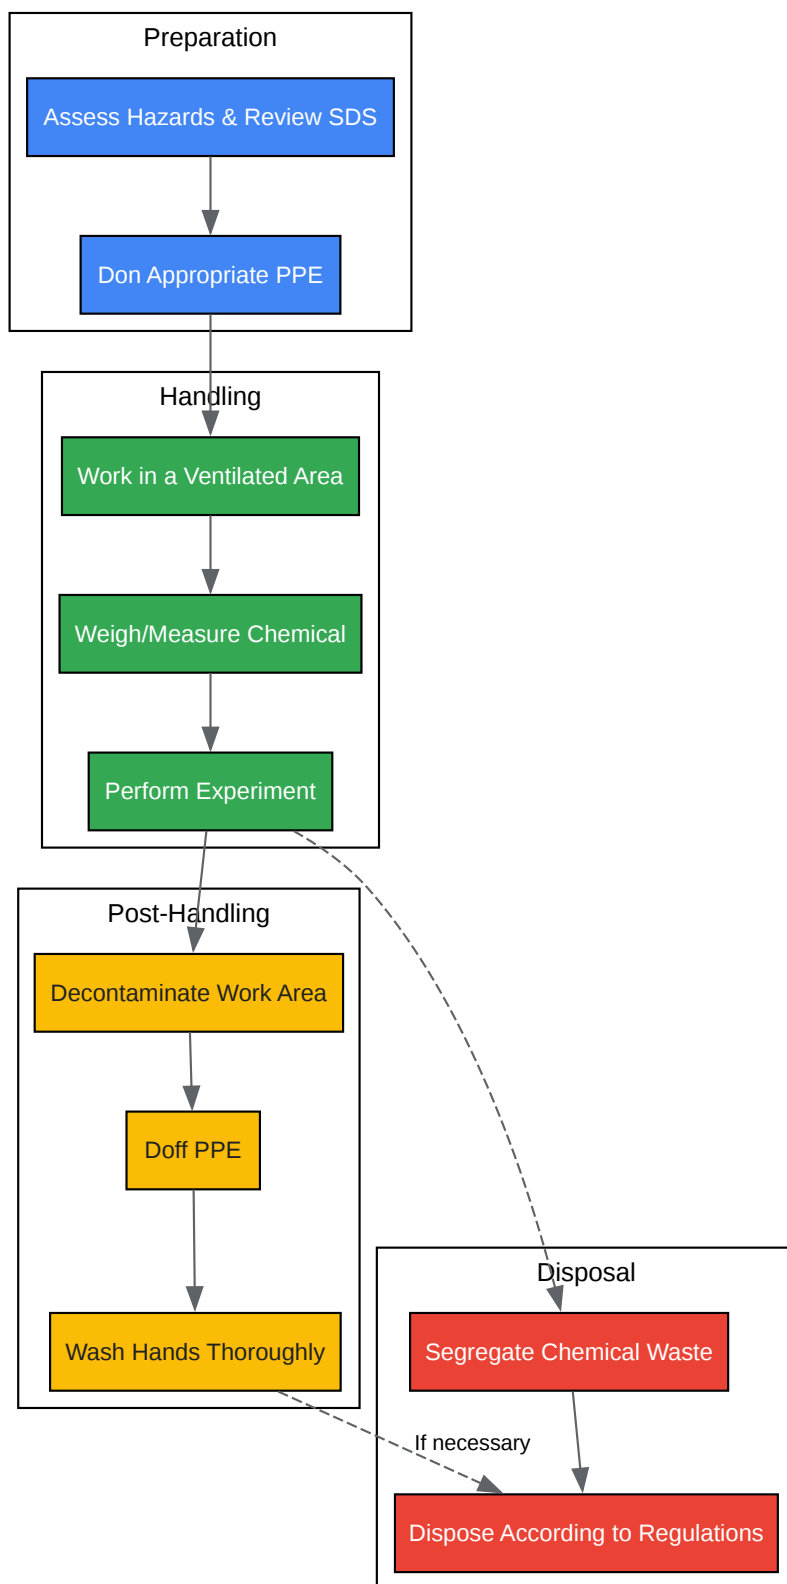 Preparation
Assess Hazards & Review SDS
Don Appropriate PPE
Handling
Work in a Ventilated Area
Weigh/Measure Chemical
Perform Experiment
Post-Handling
Decontaminate Work Area
Doff PPE
Wash Hands Thoroughly
Disposal
Segregate Chemical Waste
If necessary
Dispose According to Regulations